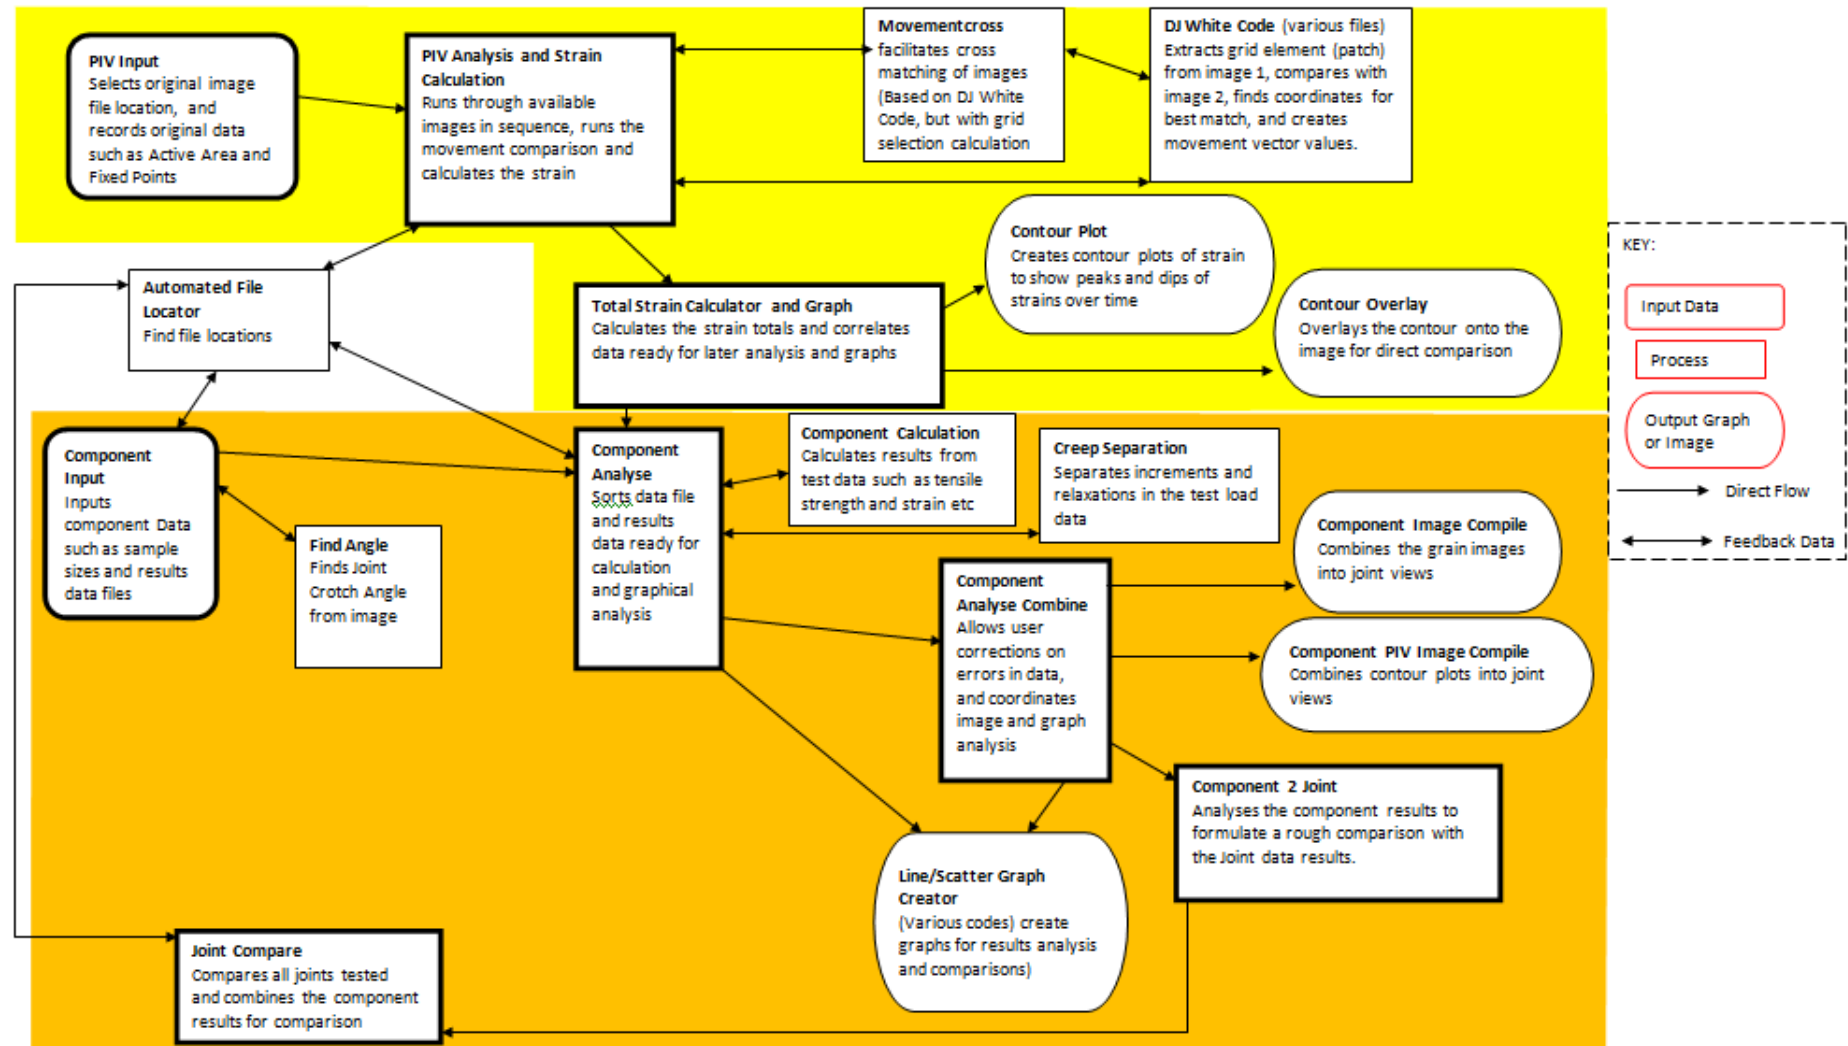 PIV Input
Selects original image
file location, and
records original data
such as Active Area and
Fixed Points
PIV Analysis and Strain
Calculation
Runs through available
images in sequence, runs the
movement comparison and
calculates the strain
Movementcross
facilitates cross
matching of images
(Based on DJ White
Code, but with grid
selection calculation
DJ White Code (various files)
Extracts grid element (patch)
from image 1, compares with
image 2, finds coordinates for
best match, and creates
movement vector values.
Contour Plot
Creates contour plots of strain
to show peaks and dips of
strains over time
Contour Overlay
Overlays the contour onto the
image for direct comparison
Automated File
Locator
Find file locations
Total Strain Calculator and Graph
Calculates the strain totals and correlates
data ready for later analysis and graphs
KEY:
Input Data
Process
Output Graph
or Image
Direct Flow
Feedback Data
Component
Input
Inputs
component Data
such as sample
sizes and results
data files
Find Angle
Finds Joint
Crotch Angle
from image
Component
Analyse
Sorts data file
and results
data ready for
calculation
and graphical
analysis
Component Calculation
Calculates results from
test data such as tensile
strength and strain etc
Creep Separation
Separates increments and
relaxations in the test load
data
Component
Analyse Combine
Allows user
corrections on
errors in data,
and coordinates
image and graph
analysis
Component Image Compile
Combines the grain images
into joint views
Component PIV Image Compile
Combines contour plots into joint
views
Component 2 Joint
Analyses the component results to
formulate a rough comparison with
the Joint data results.
Line/Scatter Graph
Creator
(Various codes) create
graphs for results analysis
and comparisons)
Joint Compare
Compares all joints tested
and combines the component
results for comparison